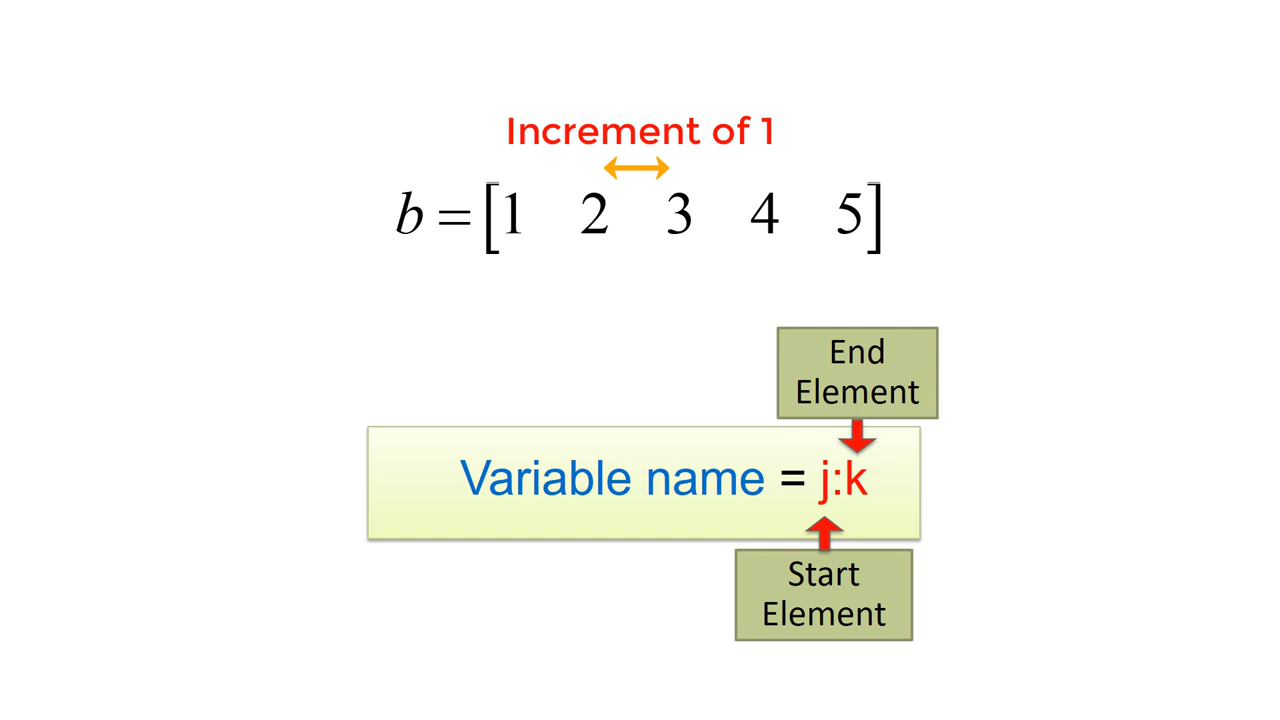 Increment of 1
b = [1 2 3 4 5]
End
Element
Variable name = j:k
Start
Element